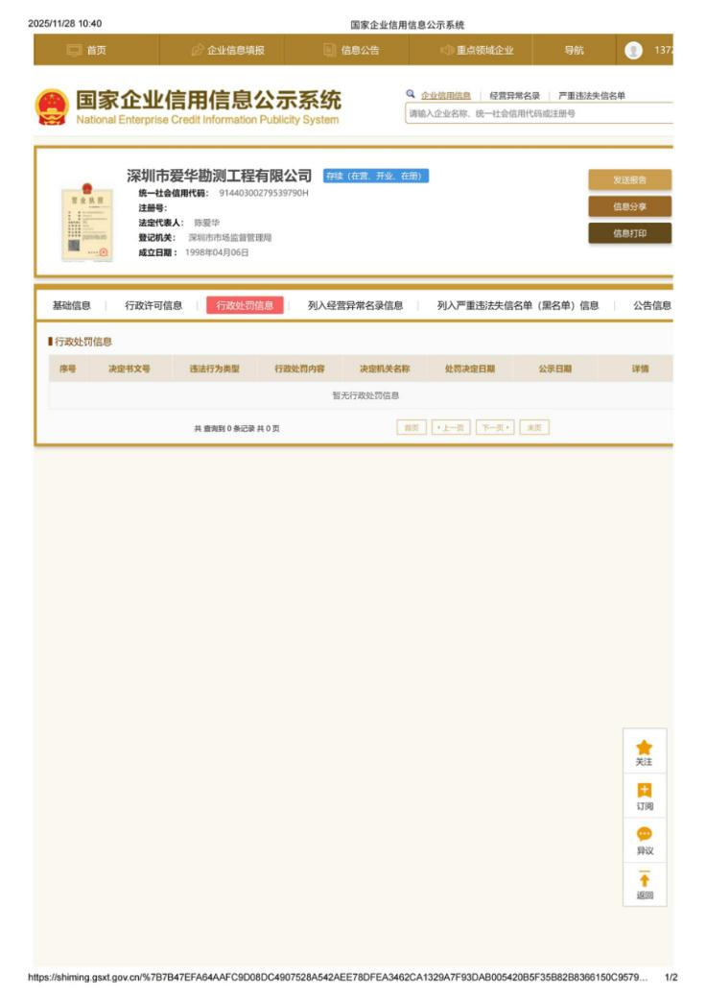 2025/11/28 10:40 国家企业信用信息公示系统
首页 企业信息填报 信息公告 重点领域企业 导航 137
国家企业信用信息公示系统
National Enterprise Credit Information Publicity System
企业信用信息 | 经营异常名录 | 严重违法失信名单
请输入企业名称、统一社会信用代码或注册号
深圳市爱华勘测工程有限公司 存续（在营、开业、在册）
统一社会信用代码： 91440300279539790H
注册号：
法定代表人： 陈爱华
登记机关： 深圳市市场监督管理局
成立日期： 1998年04月06日
发送报告
信息分享
信息打印
营业执照
基础信息 | 行政许可信息 | 行政处罚信息 | 列入经营异常名录信息 | 列入严重违法失信名单（黑名单）信息 | 公告信息
行政处罚信息
序号 决定书文号 违法行为类型 行政处罚内容 决定机关名称 处罚决定日期 公示日期 详情
暂无行政处罚信息
共 查询到 0 条记录 共 0 页 首页 上一页 下一页 末页
关注
订阅
异议
返回
https://shiming.gsxt.gov.cn/%7B7B47EFA64AAFC9D08DC4907528A542AEE78DFEA3462CA1329A7F93DAB005420B5F35B82B8366150C9579... 1/2